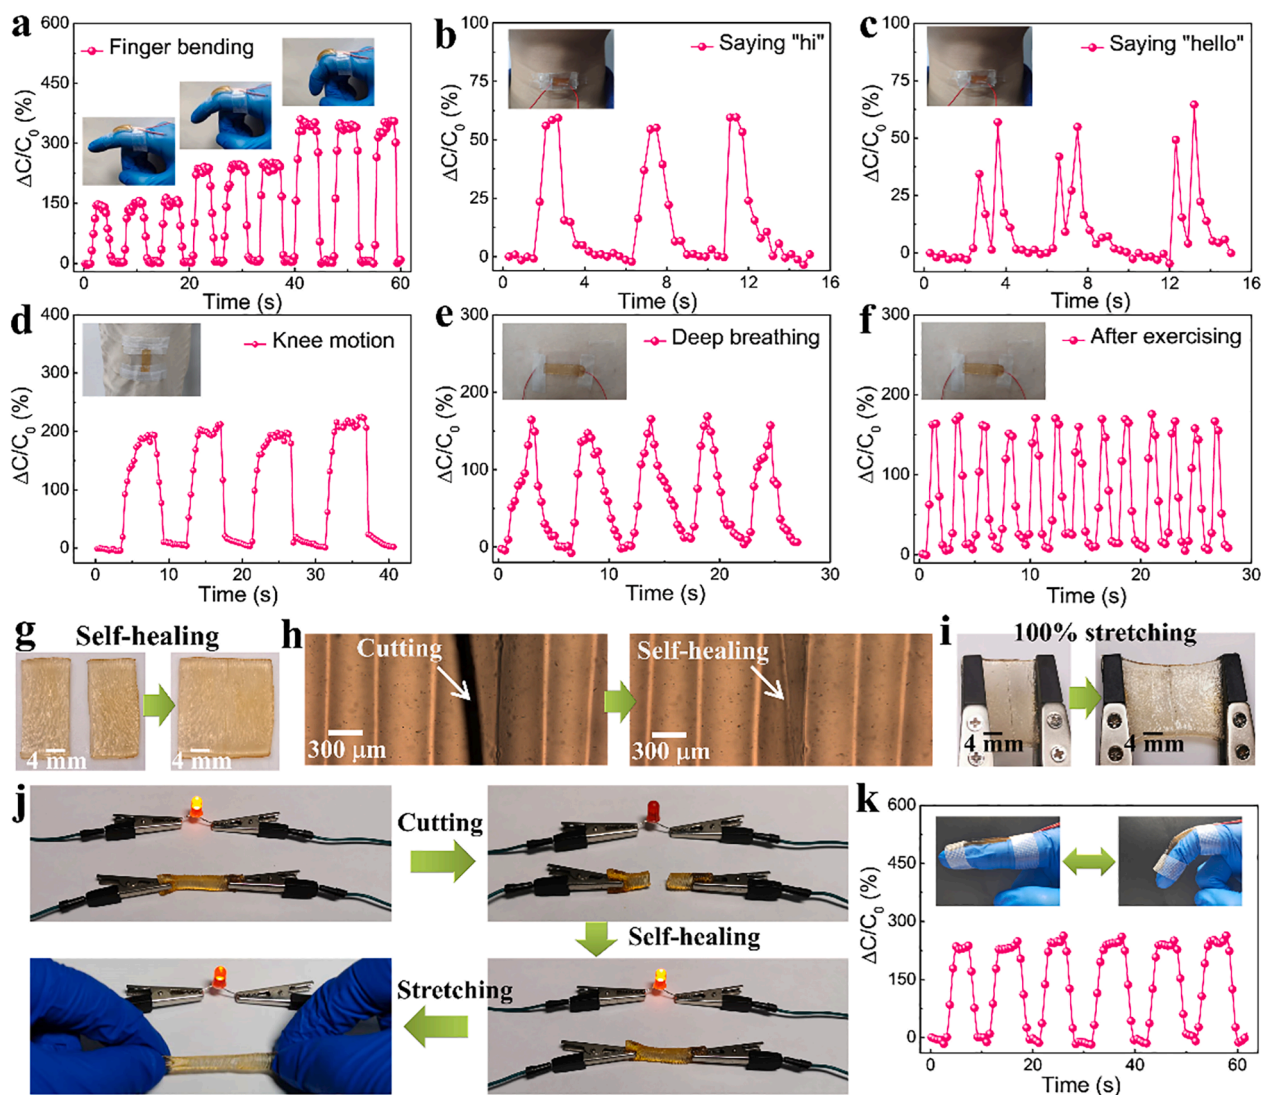 a
600
450
300
150
0
ΔC/C0 (%)
Finger bending
0 20 40 60
Time (s)
b
100
75
50
25
0
ΔC/C0 (%)
Saying "hi"
0 4 8 12 16
Time (s)
c
100
75
50
25
0
ΔC/C0 (%)
Saying "hello"
0 4 8 12 16
Time (s)
d
400
300
200
100
0
ΔC/C0 (%)
Knee motion
0 10 20 30 40
Time (s)
e
300
200
100
0
ΔC/C0 (%)
Deep breathing
0 10 20 30
Time (s)
f
300
200
100
0
ΔC/C0 (%)
After exercising
0 10 20 30
Time (s)
g
Self-healing
4 mm
4 mm
h
Cutting
300 μm
Self-healing
300 μm
i
100% stretching
4 mm
4 mm
j
Cutting
Self-healing
Stretching
k
600
450
300
150
0
ΔC/C0 (%)
0 20 40 60
Time (s)